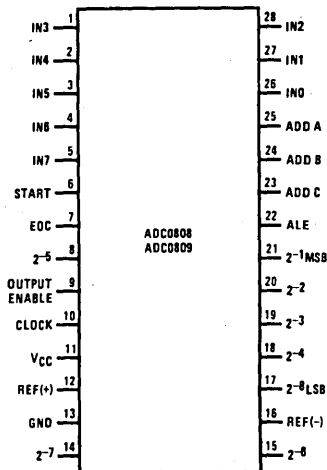 IN3 1
IN4 2
IN5 3
IN6 4
IN7 5
START 6
EOC 7
2-5 8
OUTPUT ENABLE 9
CLOCK 10
VCC 11
REF(+) 12
GND 13
2-7 14
ADC0808
ADC0809
28 IN2
27 IN1
26 IN0
25 ADD A
24 ADD B
23 ADD C
22 ALE
21 2-1MSB
20 2-2
19 2-3
18 2-4
17 2-8LSB
16 REF(-)
15 2-6